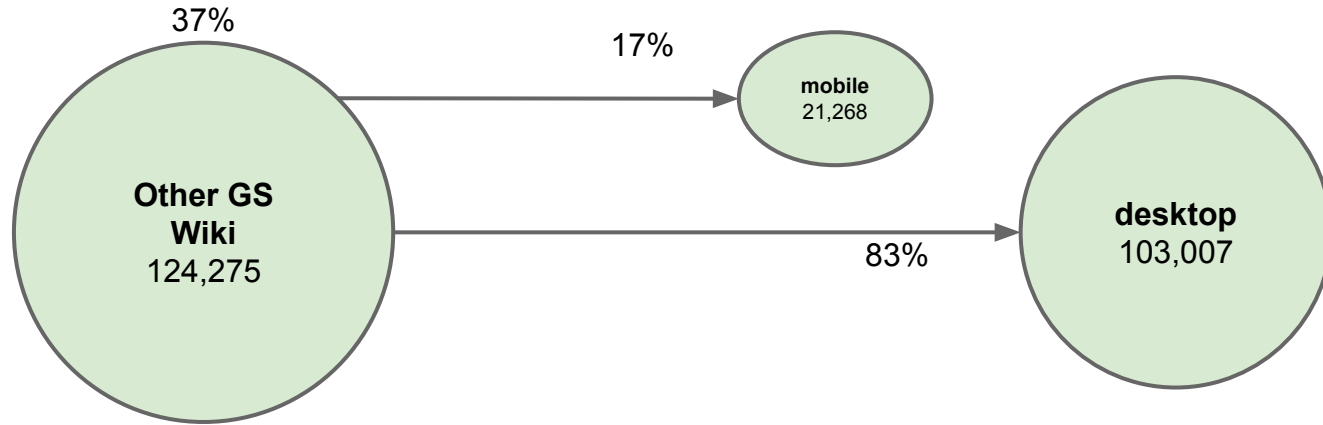 37%
17%
mobile
21,268
Other GS
Wiki
124,275
desktop
103,007
83%